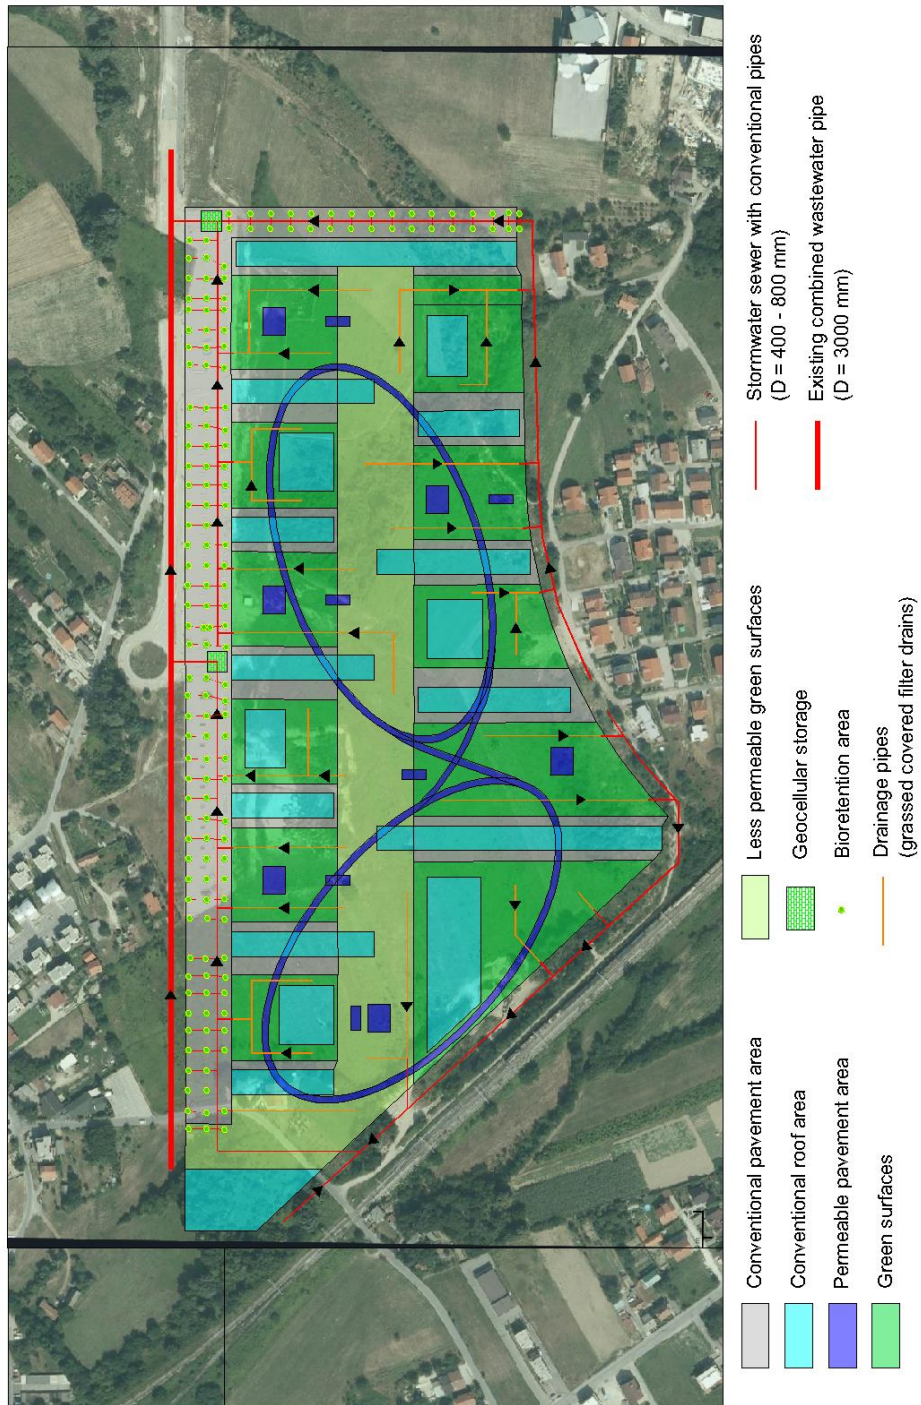 Conventional pavement area
Conventional roof area
Permeable pavement area
Green surfaces
Less permeable green surfaces
Geocellular storage
Bioretention area
Drainage pipes
(grassed covered filter drains)
Stormwater sewer with conventional pipes
(D = 400 - 800 mm)
Existing combined wastewater pipe
(D = 3000 mm)